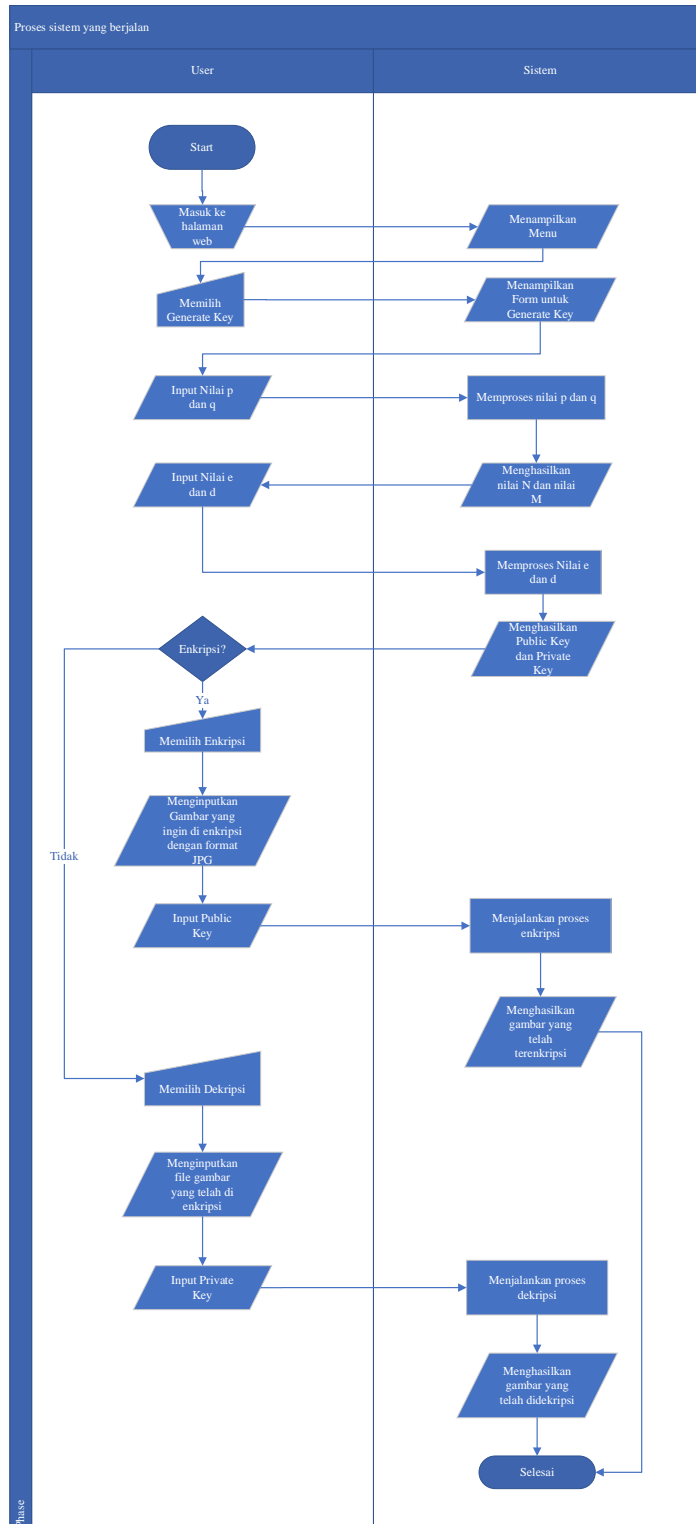 Proses sistem yang berjalan
User
Sistem
Start
Masuk ke
halaman
web
Menampilkan
Menu
Memilih
Generate Key
Menampilkan
Form untuk
Generate Key
Input Nilai p
dan q
Memproses nilai p dan q
Input Nilai e
dan d
Menghasilkan
nilai N dan nilai
M
Memproses Nilai e
dan d
Enkripsi?
Menghasilkan
Public Key
dan Private
Key
Ya
Memilih Enkripsi
Menginputkan
Gambar yang
ingin di enkripsi
dengan format
JPG
Tidak
Input Public
Key
Menjalankan proses
enkripsi
Menghasilkan
gambar yang
telah
terenkripsi
Memilih Dekripsi
Menginputkan
file gambar
yang telah di
enkripsi
Input Private
Key
Menjalankan proses
dekripsi
Menghasilkan
gambar yang
telah didekripsi
Selesai
Phase